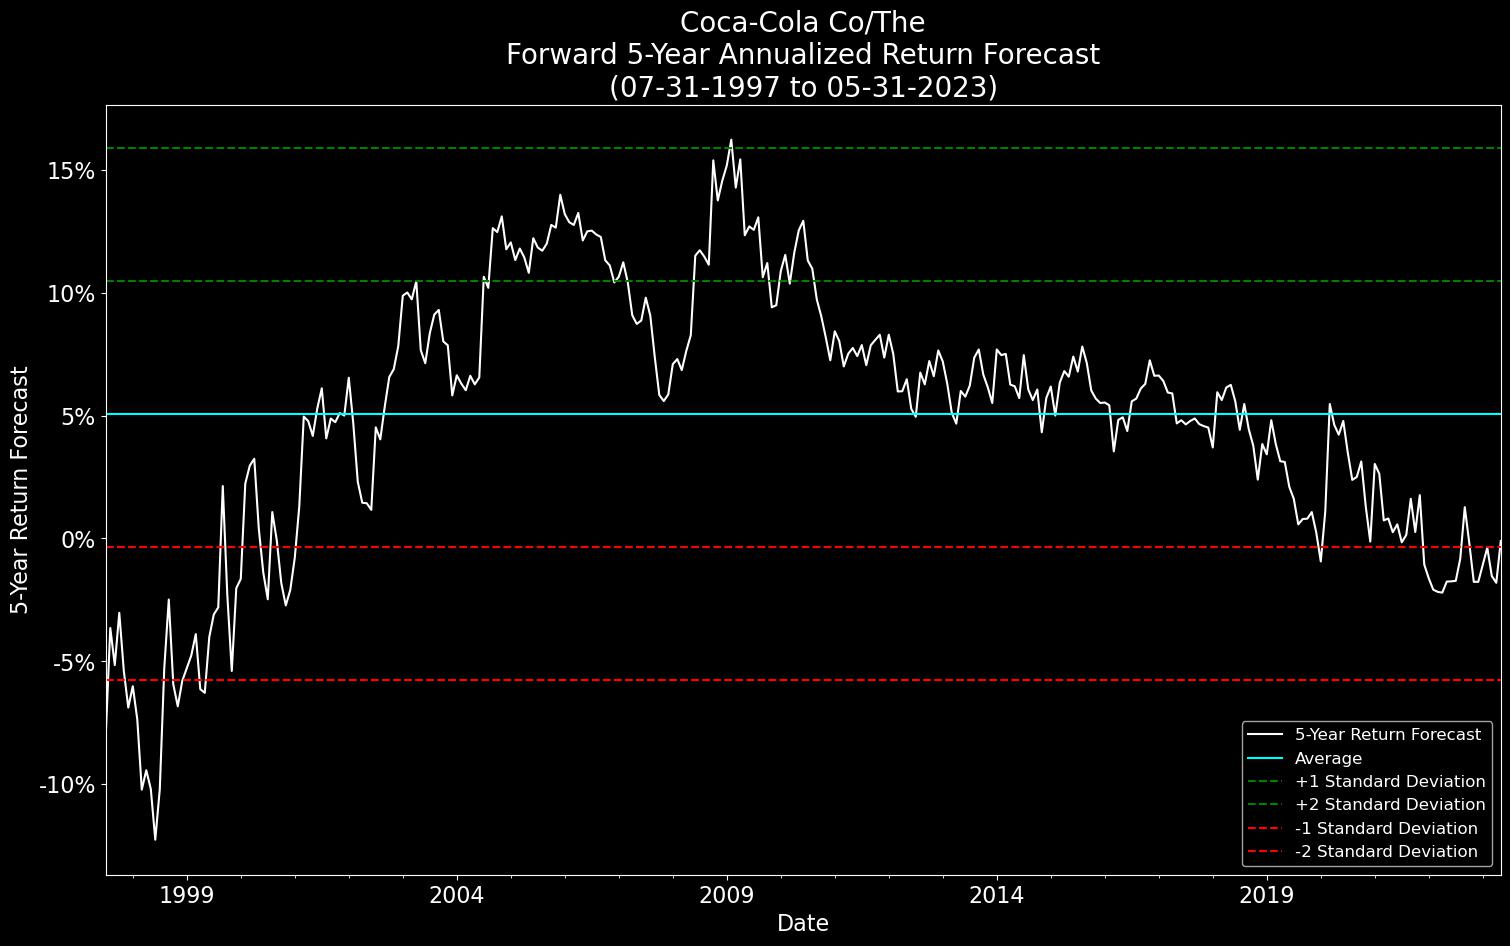 Coca-Cola Co/The
Forward 5-Year Annualized Return Forecast
(07-31-1997 to 05-31-2023)
15%
10%
5%
0%
-5%
-10%
5-Year Return Forecast
1999
2004
2009
2014
2019
Date
5-Year Return Forecast
Average
+1 Standard Deviation
+2 Standard Deviation
-1 Standard Deviation
-2 Standard Deviation